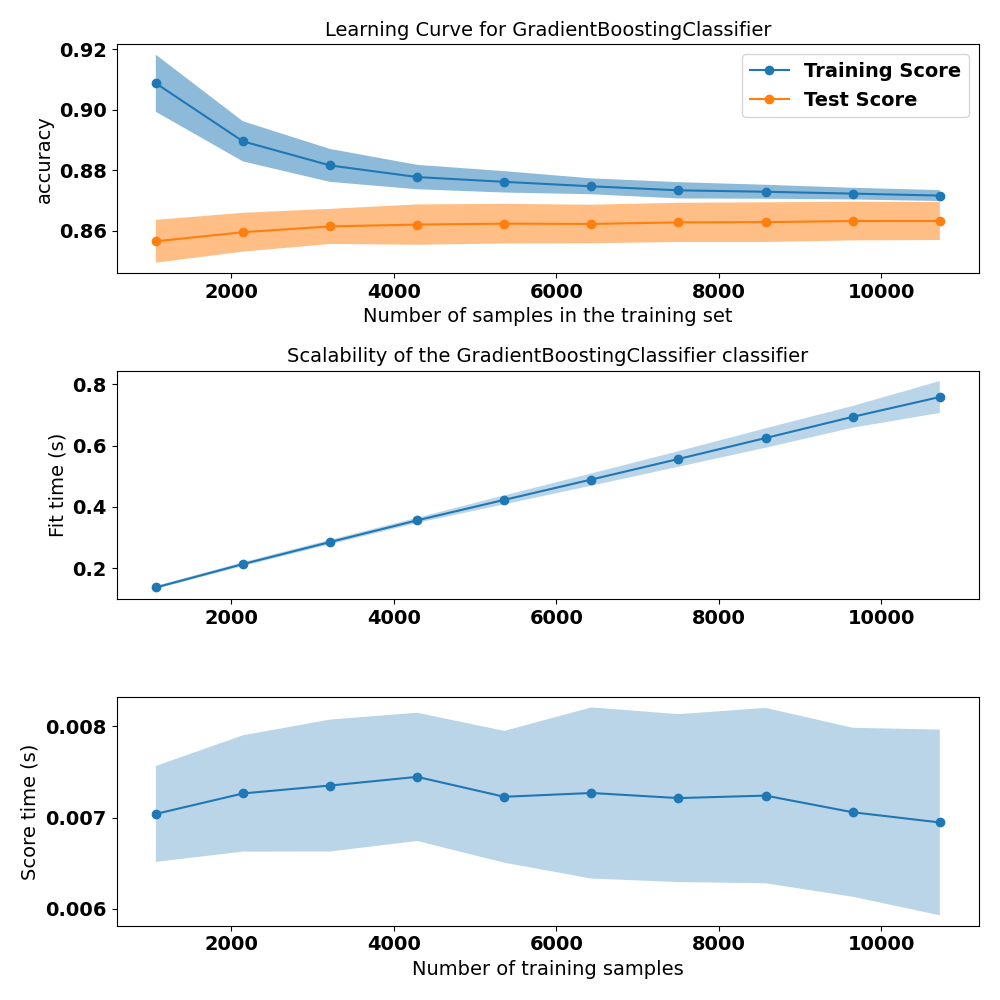 Learning Curve for GradientBoostingClassifier
0.92
0.90
0.88
0.86
accuracy
Training Score
Test Score
2000 4000 6000 8000 10000
Number of samples in the training set
Scalability of the GradientBoostingClassifier classifier
0.8
0.6
0.4
0.2
Fit time (s)
2000 4000 6000 8000 10000
0.008
0.007
0.006
Score time (s)
2000 4000 6000 8000 10000
Number of training samples